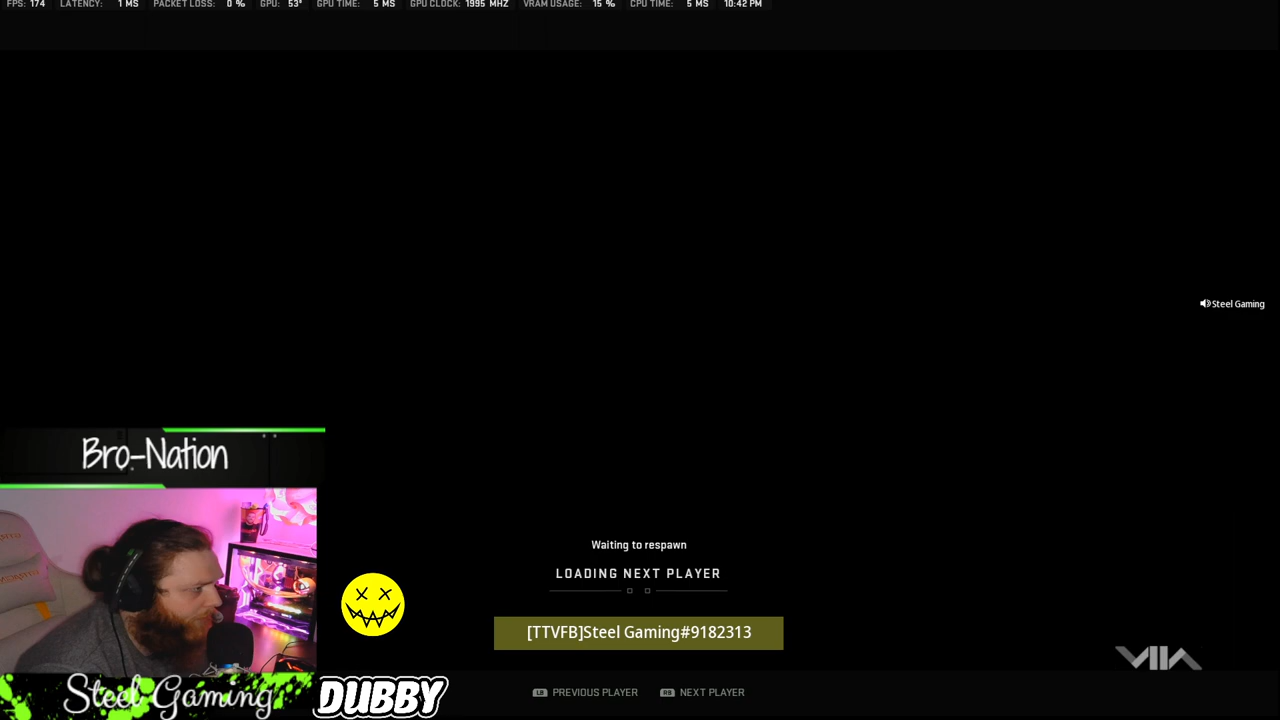 FPS: 174 LATENCY: 1 MS PACKET LOSS: 0 % GPU: 53° GPU TIME: 5 MS GPU CLOCK: 1995 MHZ VRAM USAGE: 15 % CPU TIME: 5 MS 10:42 PM
Steel Gaming
Bro-Nation
Waiting to respawn
LOADING NEXT PLAYER
[TTVFB]Steel Gaming#9182313
LB PREVIOUS PLAYER RB NEXT PLAYER
Steel Gaming
DUBBY